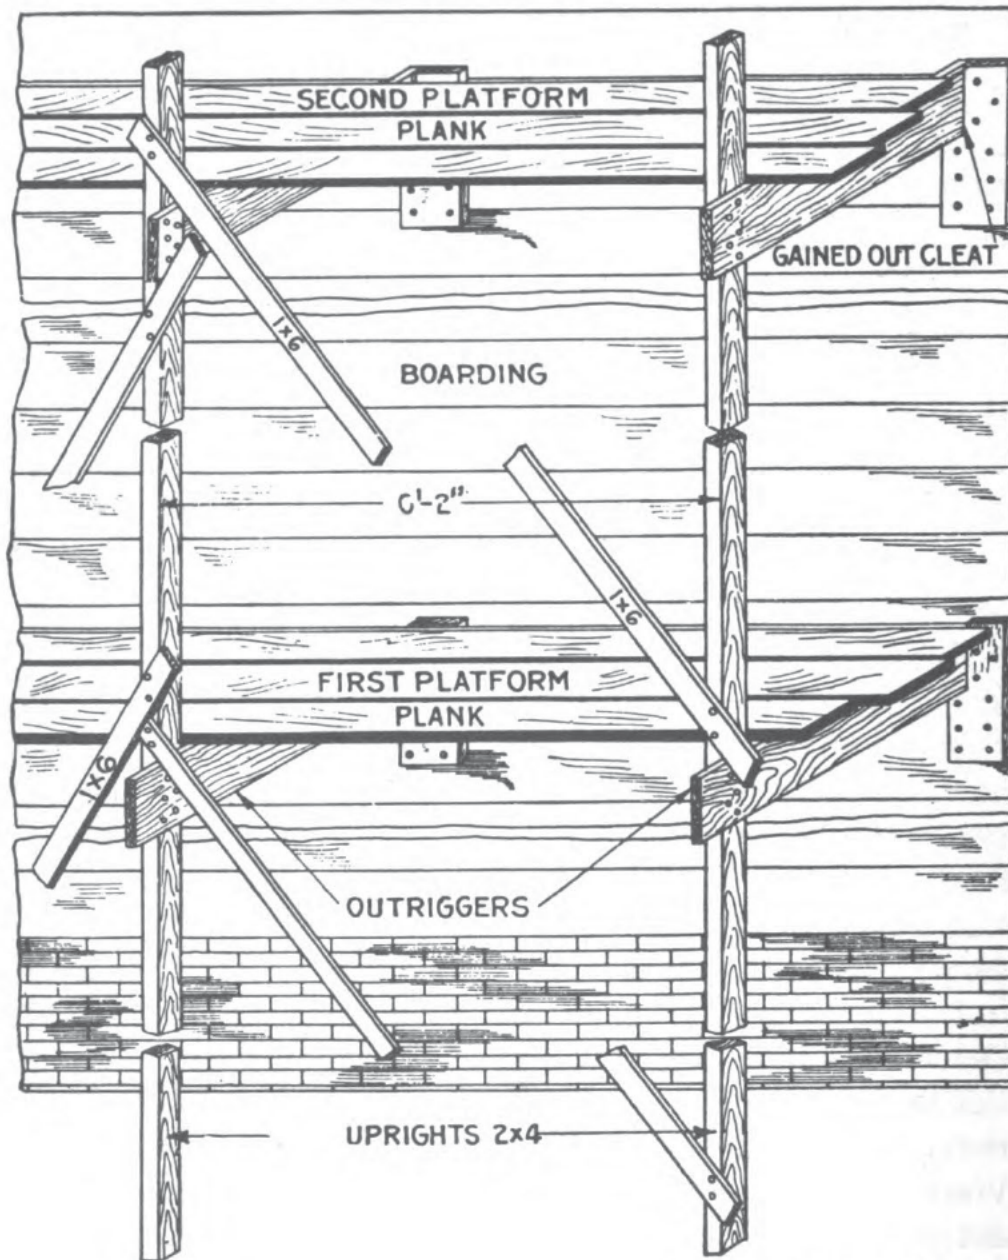 SECOND PLATFORM
PLANK
GAINED OUT CLEAT
1x6
BOARDING
6'-2"
1x6
FIRST PLATFORM
PLANK
1x6
OUTRIGGERS
UPRIGHTS 2x4